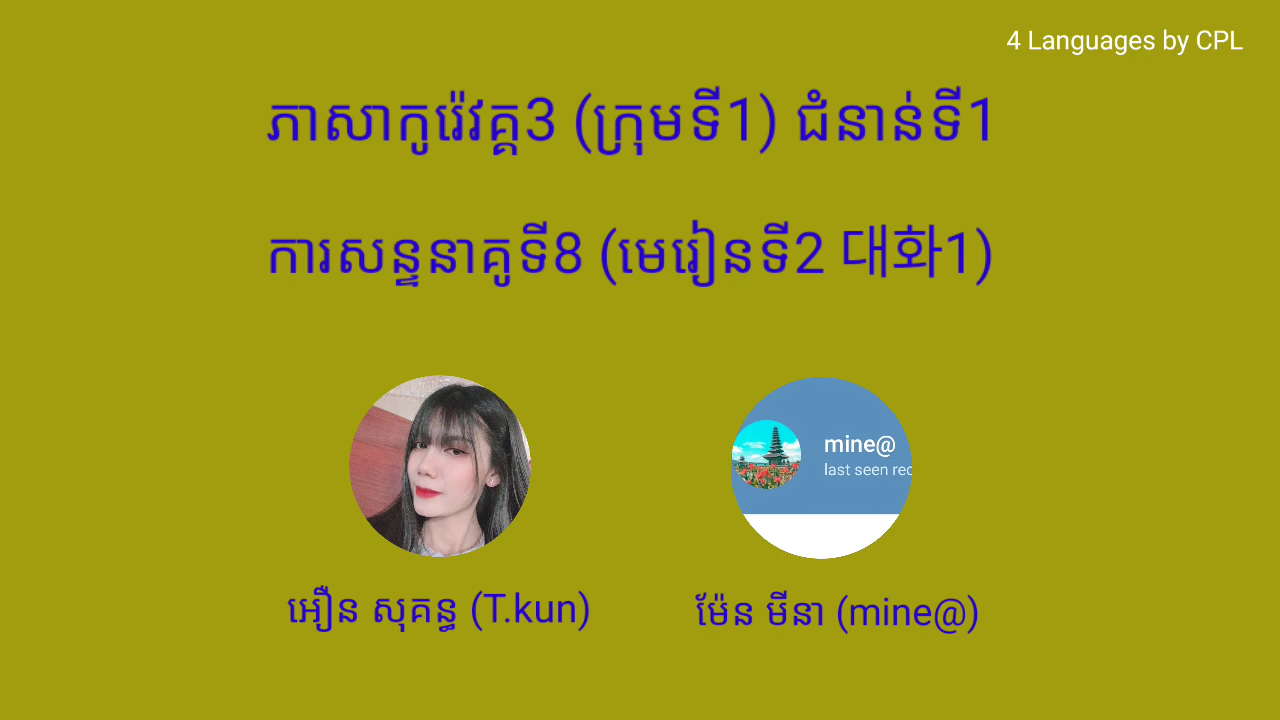 4 Languages by CPL
ភាសាកូរ៉េវគ្គ3 (ក្រុមទី1) ជំនាន់ទី1
ការសន្ទនាគូទី8 (មេរៀនទី2 대화1)
mine@
last seen rec
អឿន សុគន្ធ (T.kun)
ម៉ែន មីនា (mine@)